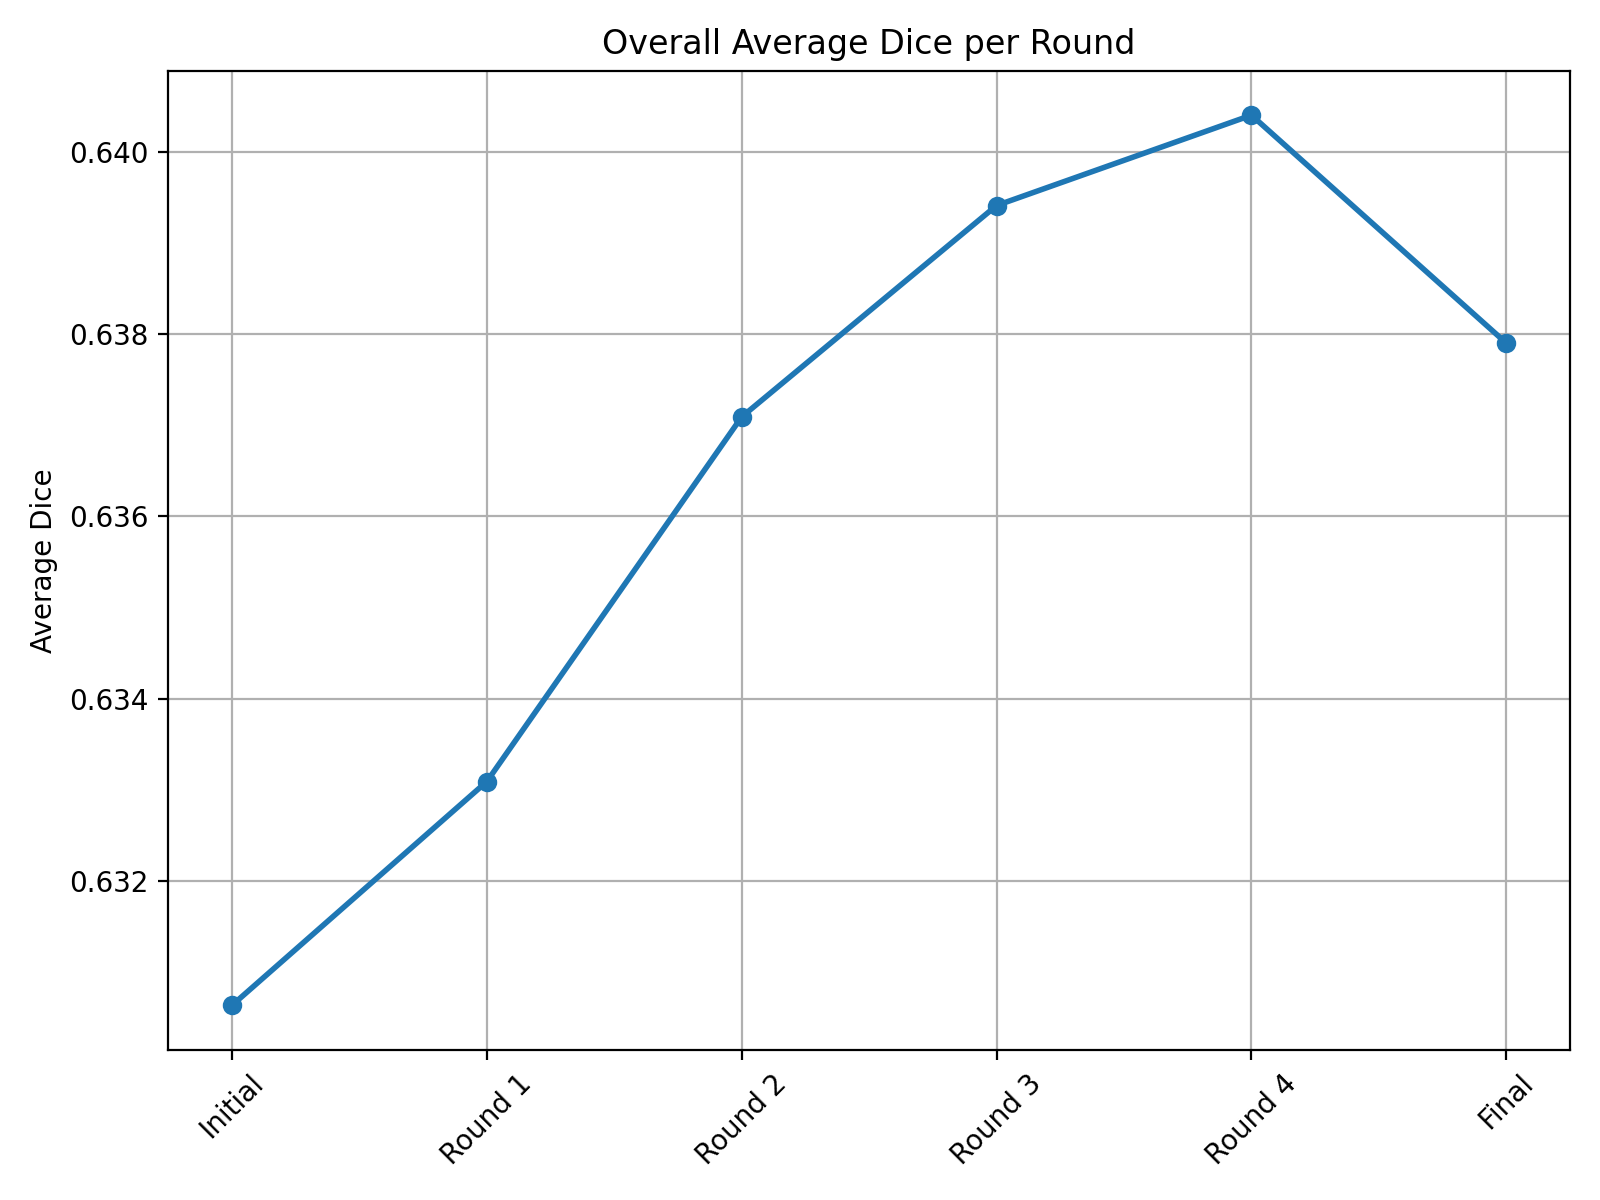 Overall Average Dice per Round
Average Dice
0.640
0.638
0.636
0.634
0.632
Initial
Round 1
Round 2
Round 3
Round 4
Final